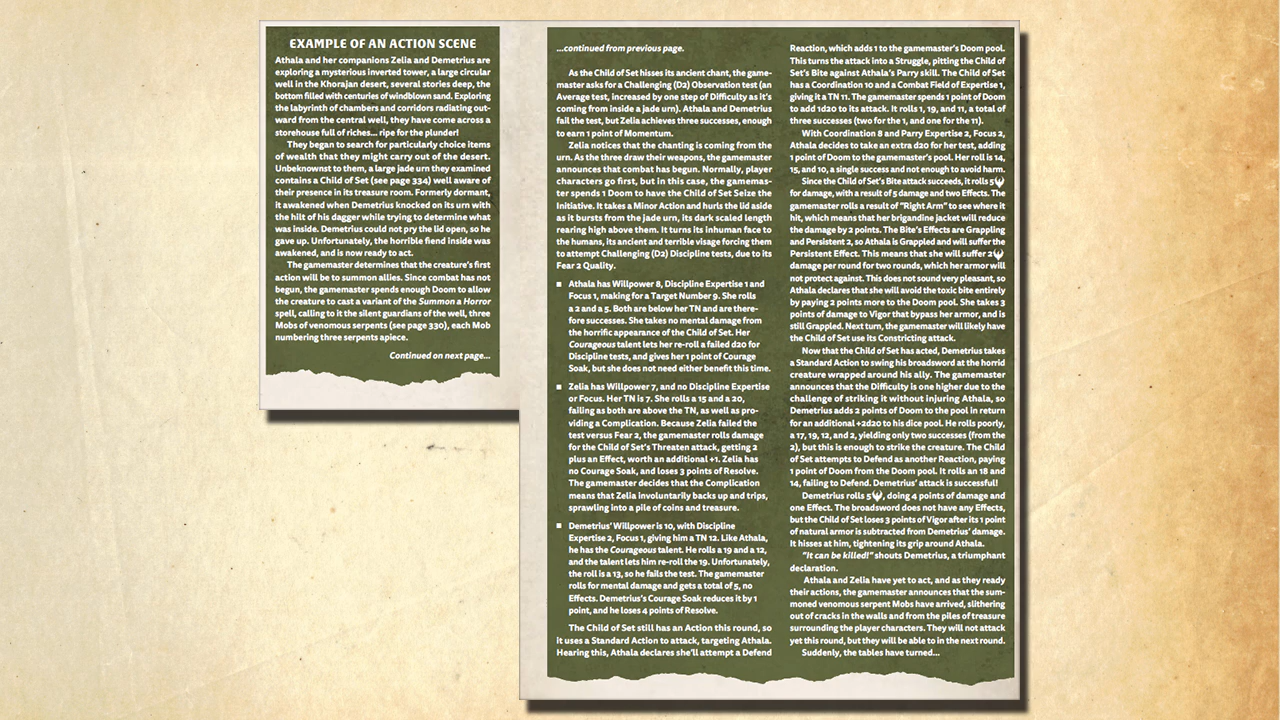 EXAMPLE OF AN ACTION SCENE
Athala and her companions Zelia and Demetrius are
exploring a mysterious inverted tower, a large circular
well in the Khorajan desert, several stories deep, the
bottom filled with centuries of windblown sand. Exploring
the labyrinth of chambers and corridors radiating out-
ward from the central well, they have come across a
storehouse full of riches... ripe for the plunder!
They began to search for particularly choice items
of wealth that they might carry out of the desert.
Unbeknownst to them, a large jade urn they examined
contains a Child of Set (see page 334) well aware of
their presence in its treasure room. Formerly dormant,
it awakened when Demetrius knocked on its urn with
the hilt of his dagger while trying to determine what
was inside. Demetrius could not pry the lid open, so he
gave up. Unfortunately, the horrible fiend inside was
awakened, and is now ready to act.
The gamemaster determines that the creature's first
action will be to summon allies. Since combat has not
begun, the gamemaster spends enough Doom to allow
the creature to cast a variant of the Summon a Horror
spell, calling to it the silent guardians of the well, three
Mobs of venomous serpents (see page 330), each Mob
numbering three serpents apiece.
Continued on next page...
...continued from previous page.
As the Child of Set hisses its ancient chant, the game-
master asks for a Challenging (D2) Observation test (an
Average test, increased by one step of Difficulty as it's
coming from inside a jade urn). Athala and Demetrius
fail the test, but Zelia achieves three successes, enough
to earn 1 point of Momentum.
Zelia notices that the chanting is coming from the
urn. As the three draw their weapons, the gamemaster
announces that combat has begun. Normally, player
characters go first, but in this case, the gamemas-
ter spends 1 Doom to have the Child of Set Seize the
Initiative. It takes a Minor Action and hurls the lid aside
as it bursts from the jade urn, its dark scaled length
rearing high above them. It turns its inhuman face to
the humans, its ancient and terrible visage forcing them
to attempt Challenging (D2) Discipline tests, due to its
Fear 2 Quality.
■ Athala has Willpower 8, Discipline Expertise 1 and
Focus 1, making for a Target Number 9. She rolls
a 2 and a 5. Both are below her TN and are there-
fore successes. She takes no mental damage from
the horrific appearance of the Child of Set. Her
Courageous talent lets her re-roll a failed d20 for
Discipline tests, and gives her 1 point of Courage
Soak, but she does not need either benefit this time.
■ Zelia has Willpower 7, and no Discipline Expertise
or Focus. Her TN is 7. She rolls a 15 and a 20,
failing as both are above the TN, as well as pro-
viding a Complication. Because Zelia failed the
test versus Fear 2, the gamemaster rolls damage
for the Child of Set's Threaten attack, getting 2
plus an Effect, worth an additional +1. Zelia has
no Courage Soak, and loses 3 points of Resolve.
The gamemaster decides that the Complication
means that Zelia involuntarily backs up and trips,
sprawling into a pile of coins and treasure.
■ Demetrius' Willpower is 10, with Discipline
Expertise 2, Focus 1, giving him a TN 12. Like Athala,
he has the Courageous talent. He rolls a 19 and a 12,
and the talent lets him re-roll the 19. Unfortunately,
the roll is a 13, so he fails the test. The gamemaster
rolls for mental damage and gets a total of 5, no
Effects. Demetrius's Courage Soak reduces it by 1
point, and he loses 4 points of Resolve.
The Child of Set still has an Action this round, so
it uses a Standard Action to attack, targeting Athala.
Hearing this, Athala declares she'll attempt a Defend
Reaction, which adds 1 to the gamemaster's Doom pool.
This turns the attack into a Struggle, pitting the Child of
Set's Bite against Athala's Parry skill. The Child of Set
has a Coordination 10 and a Combat Field of Expertise 1,
giving it a TN 11. The gamemaster spends 1 point of Doom
to add 1d20 to its attack. It rolls 1, 19, and 11, a total of
three successes (two for the 1, and one for the 11).
With Coordination 8 and Parry Expertise 2, Focus 2,
Athala decides to take an extra d20 for her test, adding
1 point of Doom to the gamemaster's pool. Her roll is 14,
15, and 10, a single success and not enough to avoid harm.
Since the Child of Set's Bite attack succeeds, it rolls 5
for damage, with a result of 5 damage and two Effects. The
gamemaster rolls a result of "Right Arm" to see where it
hit, which means that her brigandine jacket will reduce
the damage by 2 points. The Bite's Effects are Grappling
and Persistent 2, so Athala is Grappled and will suffer the
Persistent Effect. This means that she will suffer 2
damage per round for two rounds, which her armor will
not protect against. This does not sound very pleasant, so
Athala declares that she will avoid the toxic bite entirely
by paying 2 points more to the Doom pool. She takes 3
points of damage to Vigor that bypass her armor, and is
still Grappled. Next turn, the gamemaster will likely have
the Child of Set use its Constricting attack.
Now that the Child of Set has acted, Demetrius takes
a Standard Action to swing his broadsword at the horrid
creature wrapped around his ally. The gamemaster
announces that the Difficulty is one higher due to the
challenge of striking it without injuring Athala, so
Demetrius adds 2 points of Doom to the pool in return
for an additional +2d20 to his dice pool. He rolls poorly,
a 17, 19, 12, and 2, yielding only two successes (from the
2), but this is enough to strike the creature. The Child
of Set attempts to Defend as another Reaction, paying
1 point of Doom from the Doom pool. It rolls an 18 and
14, failing to Defend. Demetrius' attack is successful!
Demetrius rolls 5, doing 4 points of damage and
one Effect. The broadsword does not have any Effects,
but the Child of Set loses 3 points of Vigor after its 1 point
of natural armor is subtracted from Demetrius' damage.
It hisses at him, tightening its grip around Athala.
"It can be killed!" shouts Demetrius, a triumphant
declaration.
Athala and Zelia have yet to act, and as they ready
their actions, the gamemaster announces that the sum-
moned venomous serpent Mobs have arrived, slithering
out of cracks in the walls and from the piles of treasure
surrounding the player characters. They will not attack
yet this round, but they will be able to in the next round.
Suddenly, the tables have turned...